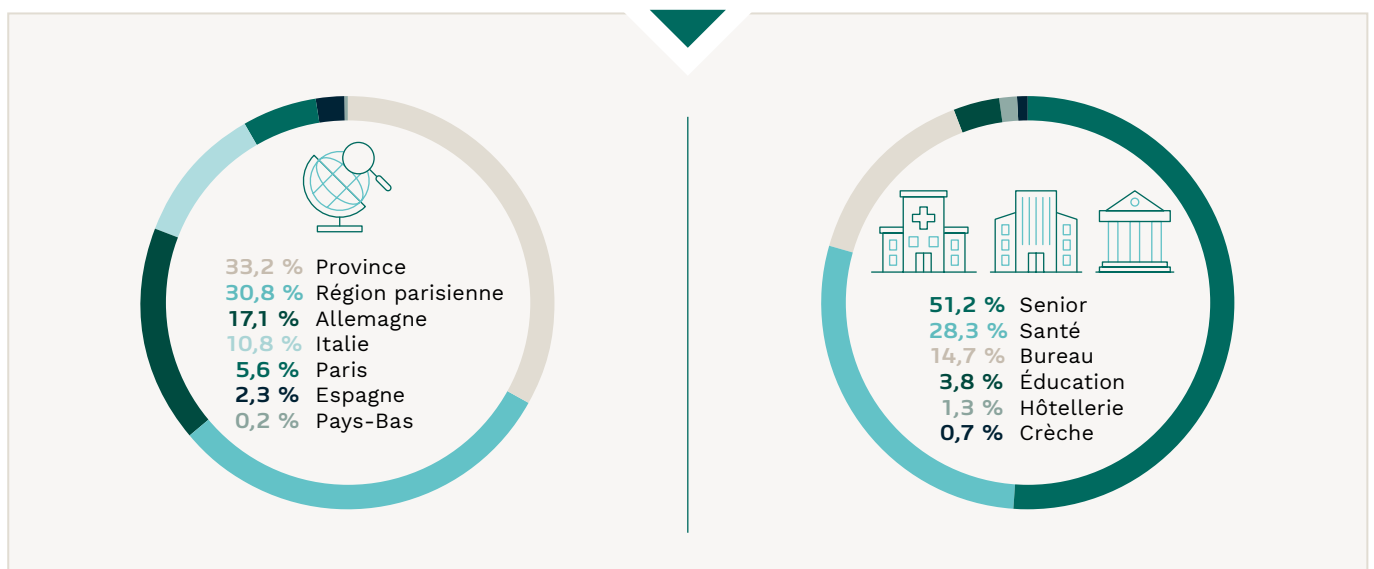 33,2 % Province
30,8 % Région parisienne
17,1 % Allemagne
10,8 % Italie
5,6 % Paris
2,3 % Espagne
0,2 % Pays-Bas
51,2 % Senior
28,3 % Santé
14,7 % Bureau
3,8 % Éducation
1,3 % Hôtellerie
0,7 % Crèche